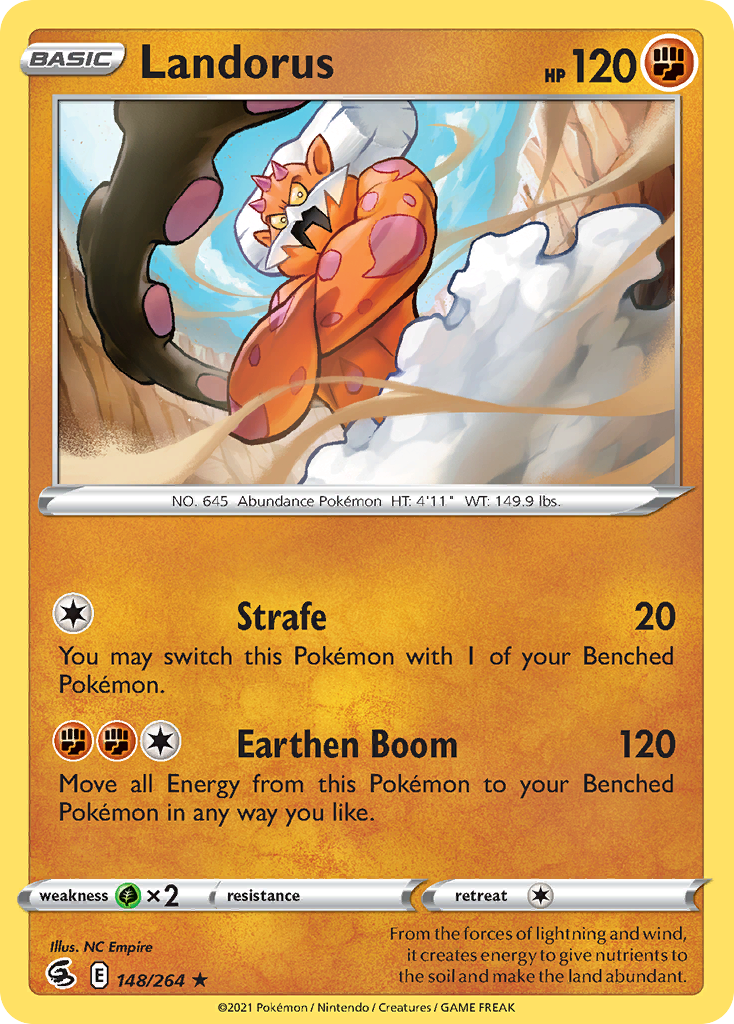 BASIC Landorus HP 120
NO. 645 Abundance Pokémon HT: 4'11" WT: 149.9 lbs.
Strafe 20
You may switch this Pokémon with 1 of your Benched
Pokémon.
Earthen Boom 120
Move all Energy from this Pokémon to your Benched
Pokémon in any way you like.
weakness ×2 resistance retreat
Illus. NC Empire
From the forces of lightning and wind,
it creates energy to give nutrients to
the soil and make the land abundant.
E 148/264 ★
©2021 Pokémon / Nintendo / Creatures / GAME FREAK